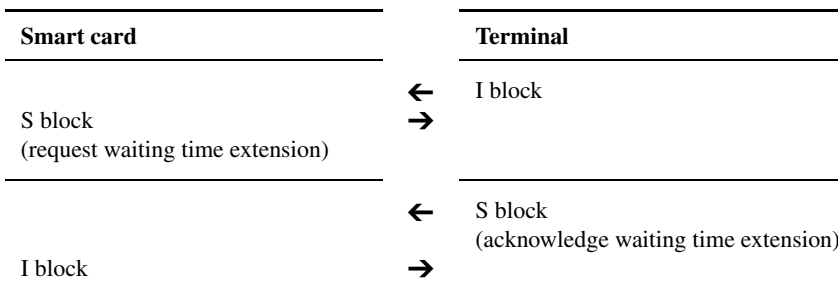 Smart card Terminal
← I block
S block →
(request waiting time extension)
← S block
(acknowledge waiting time extension)
I block →